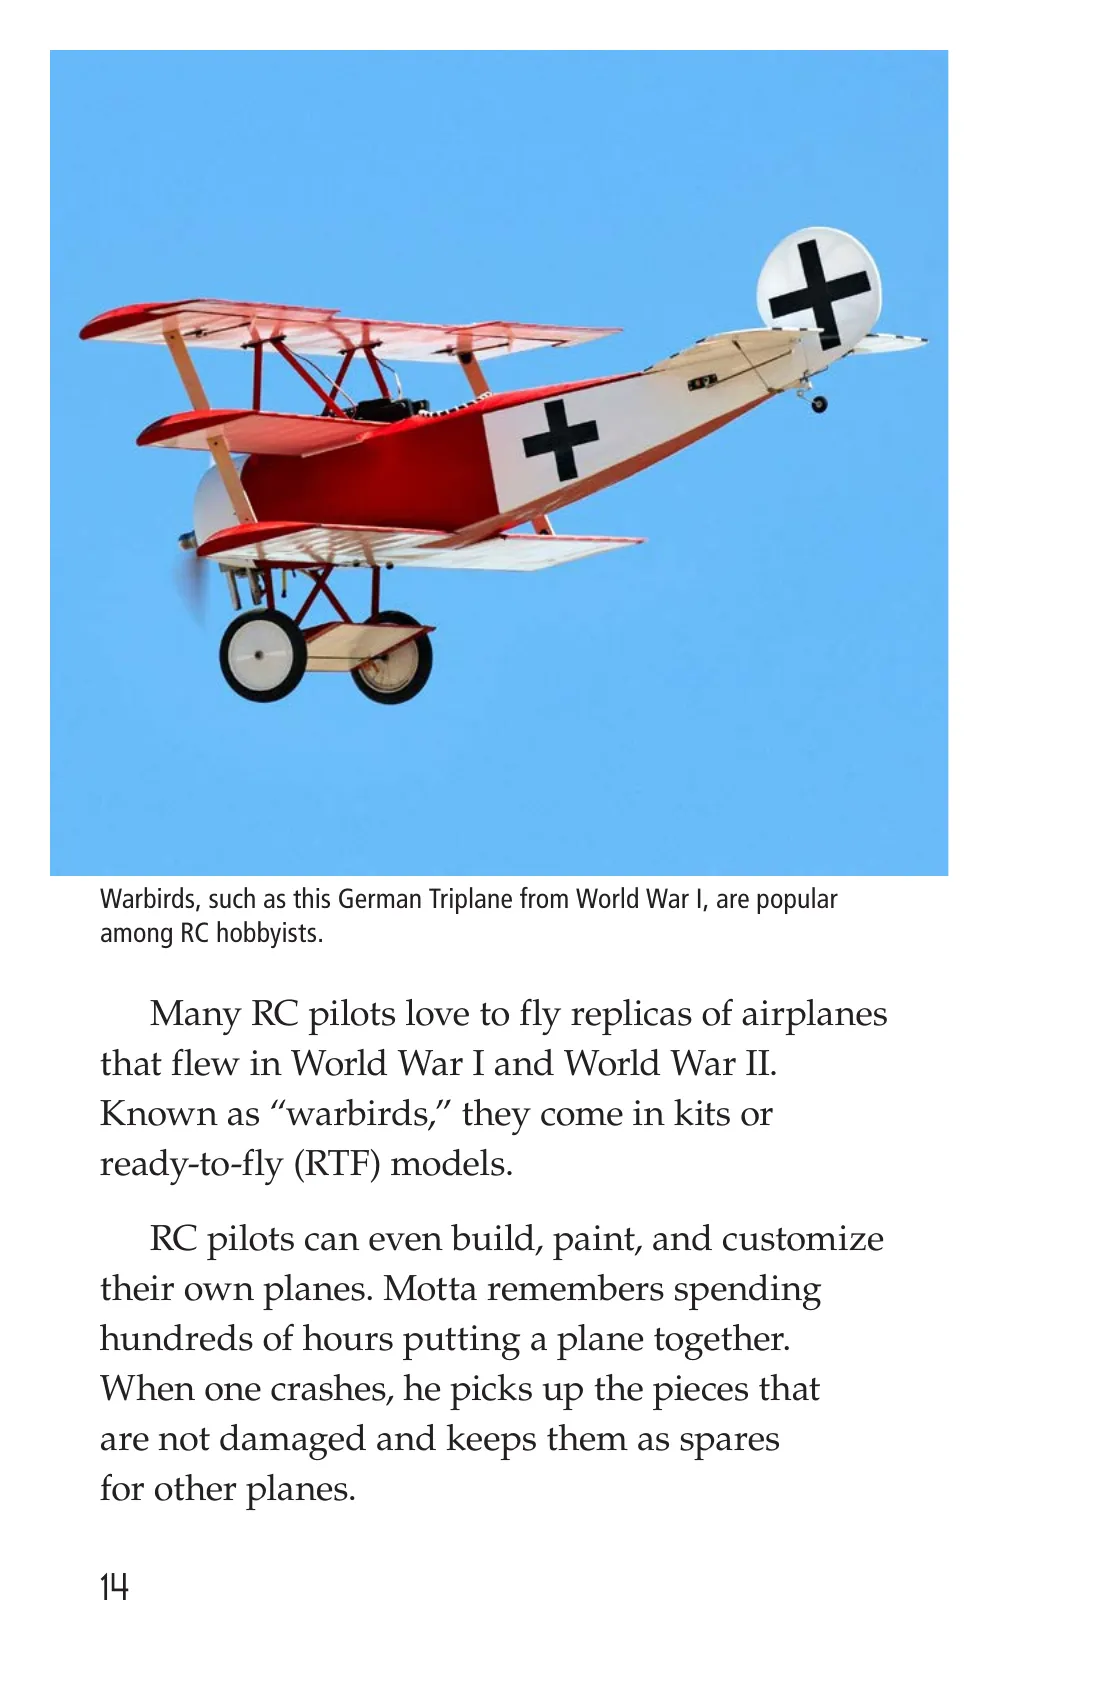 Warbirds, such as this German Triplane from World War I, are popular
among RC hobbyists.
Many RC pilots love to fly replicas of airplanes
that flew in World War I and World War II.
Known as “warbirds,” they come in kits or
ready-to-fly (RTF) models.
RC pilots can even build, paint, and customize
their own planes. Motta remembers spending
hundreds of hours putting a plane together.
When one crashes, he picks up the pieces that
are not damaged and keeps them as spares
for other planes.
14